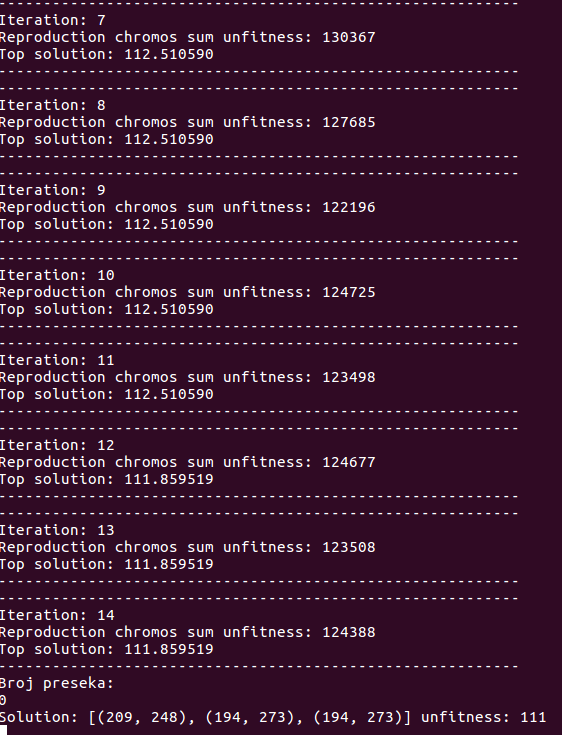 ---------------------------------------------------------
Iteration: 7
Reproduction chromos sum unfitness: 130367
Top solution: 112.510590
---------------------------------------------------------
---------------------------------------------------------
Iteration: 8
Reproduction chromos sum unfitness: 127685
Top solution: 112.510590
---------------------------------------------------------
---------------------------------------------------------
Iteration: 9
Reproduction chromos sum unfitness: 122196
Top solution: 112.510590
---------------------------------------------------------
---------------------------------------------------------
Iteration: 10
Reproduction chromos sum unfitness: 124725
Top solution: 112.510590
---------------------------------------------------------
---------------------------------------------------------
Iteration: 11
Reproduction chromos sum unfitness: 123498
Top solution: 112.510590
---------------------------------------------------------
---------------------------------------------------------
Iteration: 12
Reproduction chromos sum unfitness: 124677
Top solution: 111.859519
---------------------------------------------------------
---------------------------------------------------------
Iteration: 13
Reproduction chromos sum unfitness: 123508
Top solution: 111.859519
---------------------------------------------------------
---------------------------------------------------------
Iteration: 14
Reproduction chromos sum unfitness: 124388
Top solution: 111.859519
---------------------------------------------------------
Broj preseka:
0
Solution: [(209, 248), (194, 273), (194, 273)] unfitness: 111